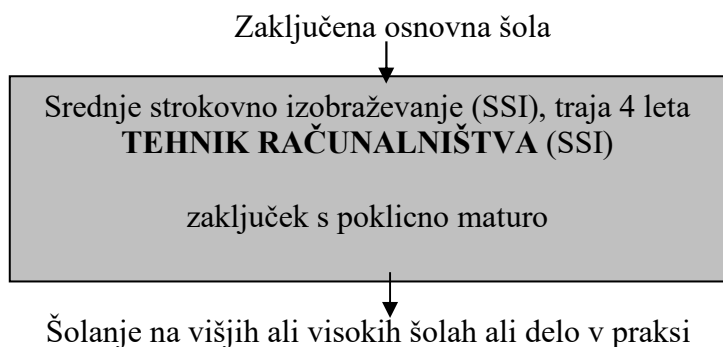 Zaključena osnovna šola
Srednje strokovno izobraževanje (SSI), traja 4 leta
TEHNIK RAČUNALNIŠTVA (SSI)
zaključek s poklicno maturo
Šolanje na višjih ali visokih šolah ali delo v praksi